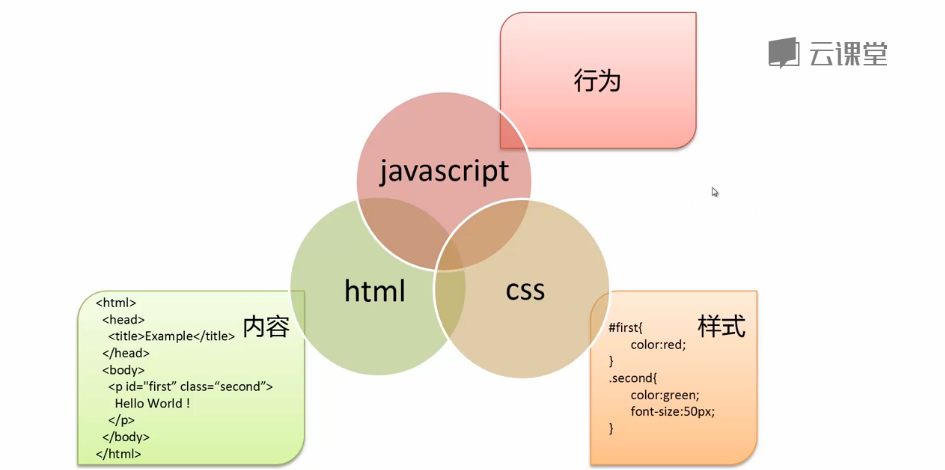 云课堂
行为
javascript
html
css
内容
<html>
<head>
<title>Example</title>
</head>
<body>
<p id="first” class=“second”>
Hello World !
</p>
</body>
</html>
样式
#first{
color:red;
}
.second{
color:green;
font-size:50px;
}